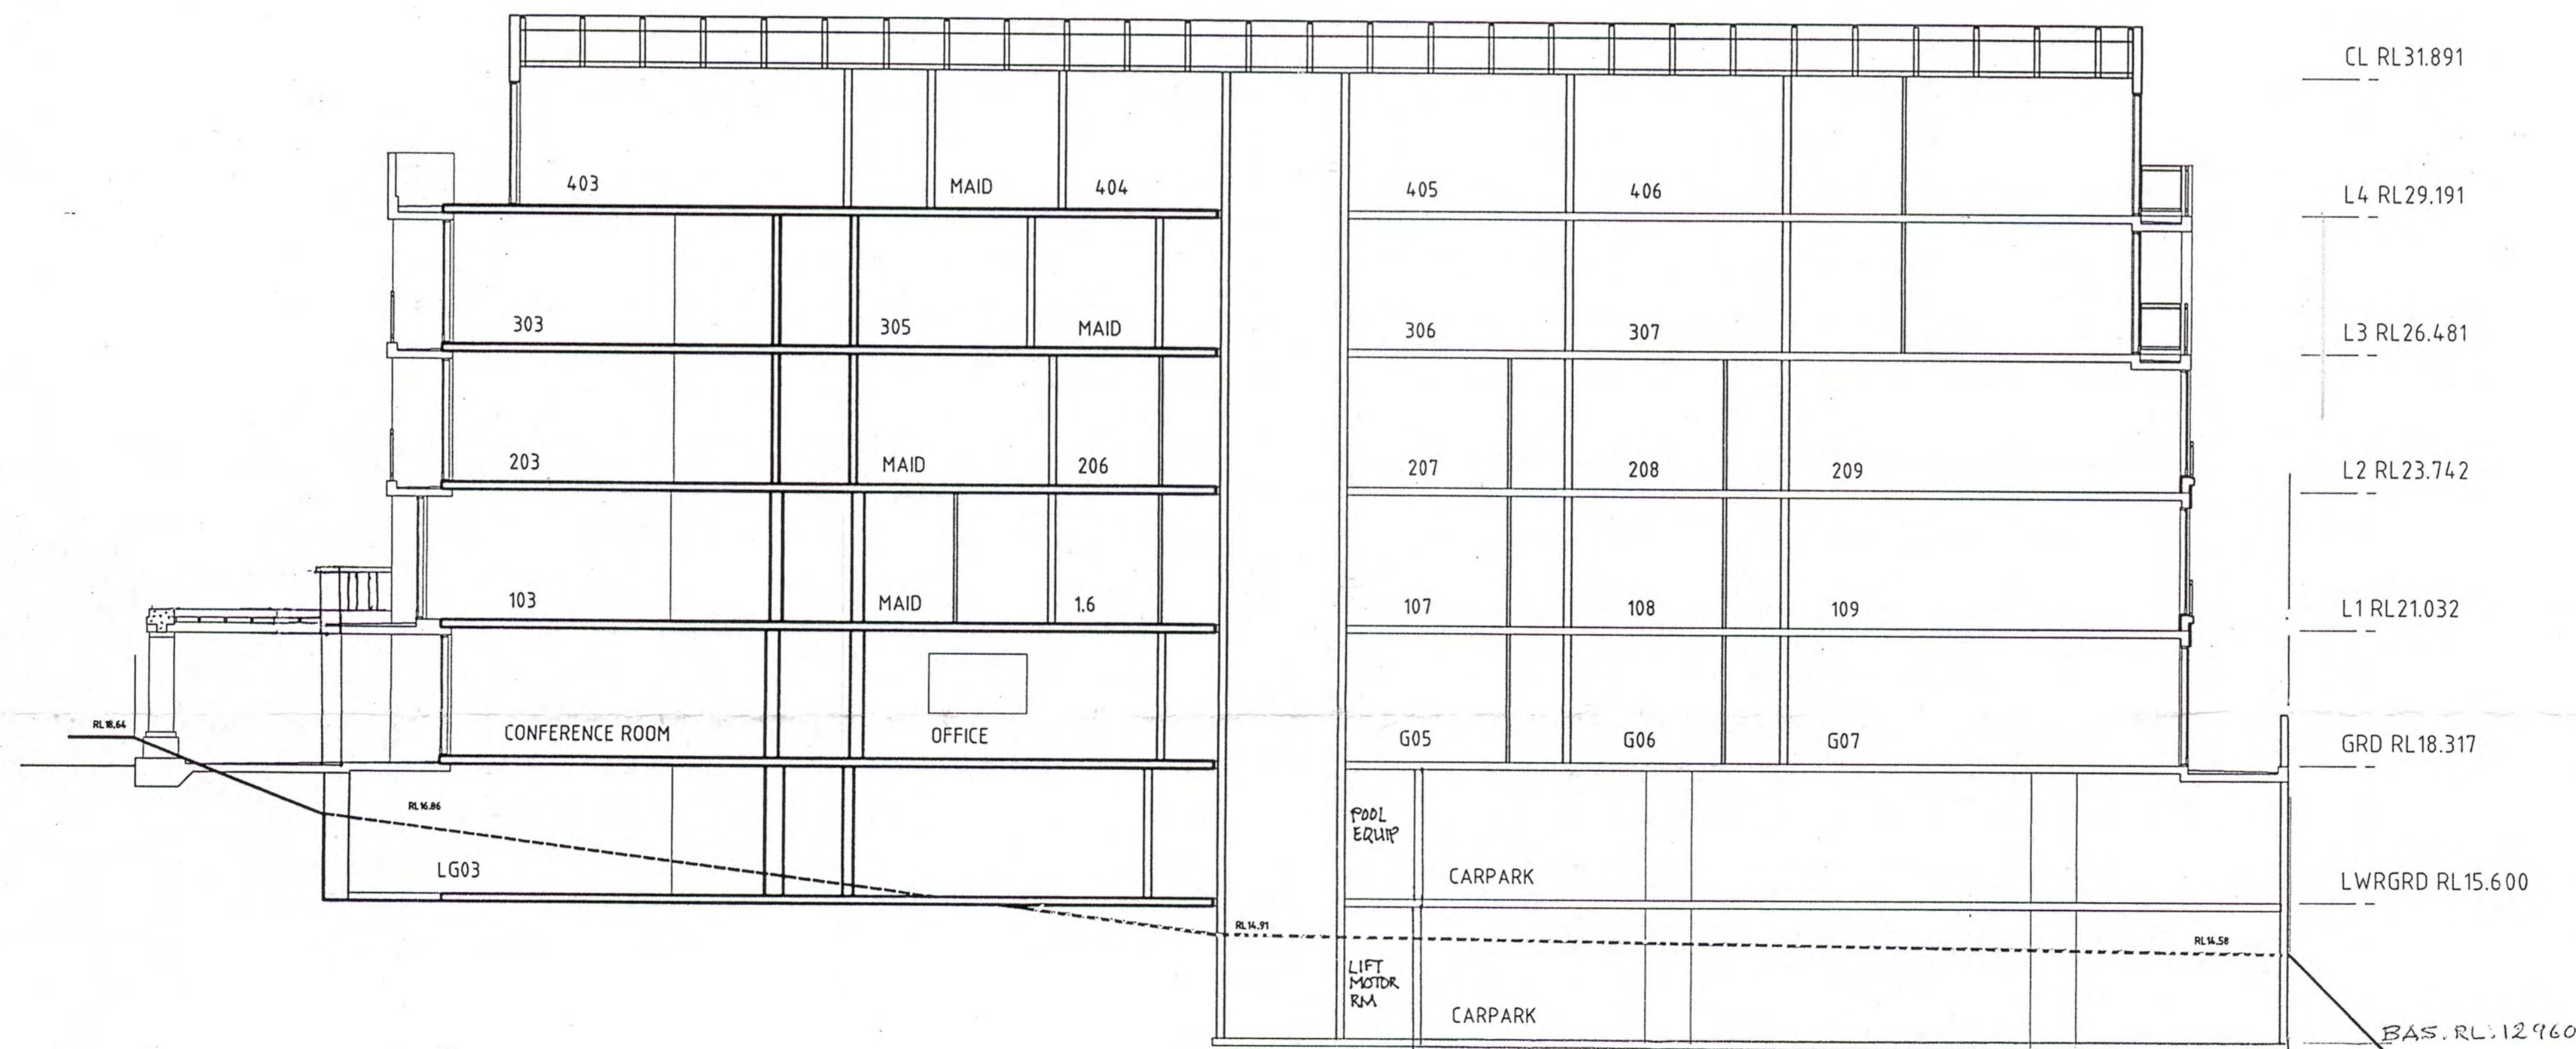 CL RL31.891
403
MAID
404
405
406
L4 RL29.191
303
305
MAID
306
307
L3 RL26.481
203
MAID
206
207
208
209
L2 RL23.742
103
MAID
1.6
107
108
109
L1 RL21.032
RL18.64
CONFERENCE ROOM
OFFICE
G05
G06
G07
GRD RL18.317
RL16.86
LG03
POOL
EQUIP
CARPARK
LWRGRD RL15.600
RL14.91
RL14.58
LIFT
MOTOR
RM
CARPARK
BAS. RL:12960